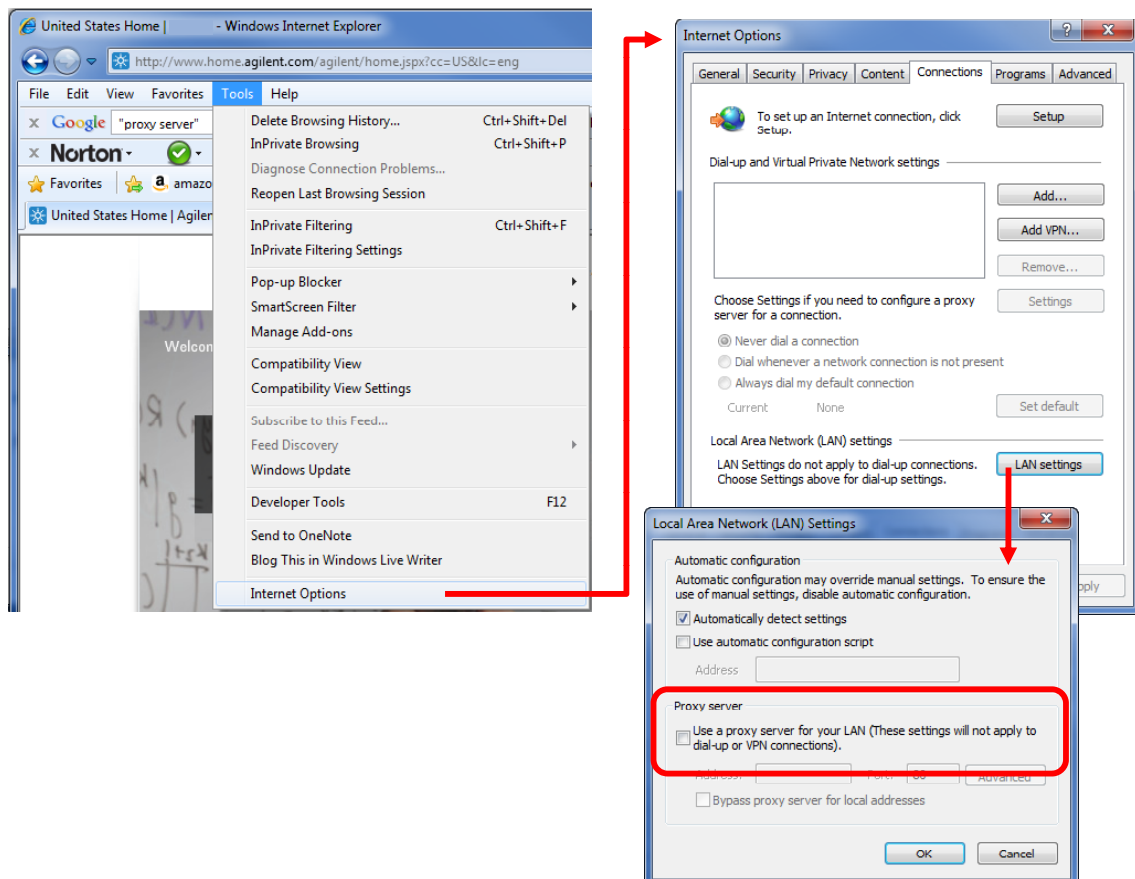 United States Home | - Windows Internet Explorer
http://www.home.agilent.com/agilent/home.jspx?cc=US&lc=eng
File Edit View Favorites Tools Help
x Google "proxy server"
x Norton
Favorites a amazo
United States Home | Agiler
Welcon
Delete Browsing History... Ctrl+Shift+Del
InPrivate Browsing Ctrl+Shift+P
Diagnose Connection Problems...
Reopen Last Browsing Session
InPrivate Filtering Ctrl+Shift+F
InPrivate Filtering Settings
Pop-up Blocker
SmartScreen Filter
Manage Add-ons
Compatibility View
Compatibility View Settings
Subscribe to this Feed...
Feed Discovery
Windows Update
Developer Tools F12
Send to OneNote
Blog This in Windows Live Writer
Internet Options
Internet Options
General Security Privacy Content Connections Programs Advanced
To set up an Internet connection, click
Setup.
Setup
Dial-up and Virtual Private Network settings
Add...
Add VPN...
Remove...
Choose Settings if you need to configure a proxy
server for a connection.
Settings
Never dial a connection
Dial whenever a network connection is not present
Always dial my default connection
Current None Set default
Local Area Network (LAN) settings
LAN Settings do not apply to dial-up connections.
Choose Settings above for dial-up settings.
LAN settings
pply
Local Area Network (LAN) Settings
Automatic configuration
Automatic configuration may override manual settings. To ensure the
use of manual settings, disable automatic configuration.
Automatically detect settings
Use automatic configuration script
Address
Proxy server
Use a proxy server for your LAN (These settings will not apply to
dial-up or VPN connections).
Address: Port: 80 Advanced
Bypass proxy server for local addresses
OK Cancel